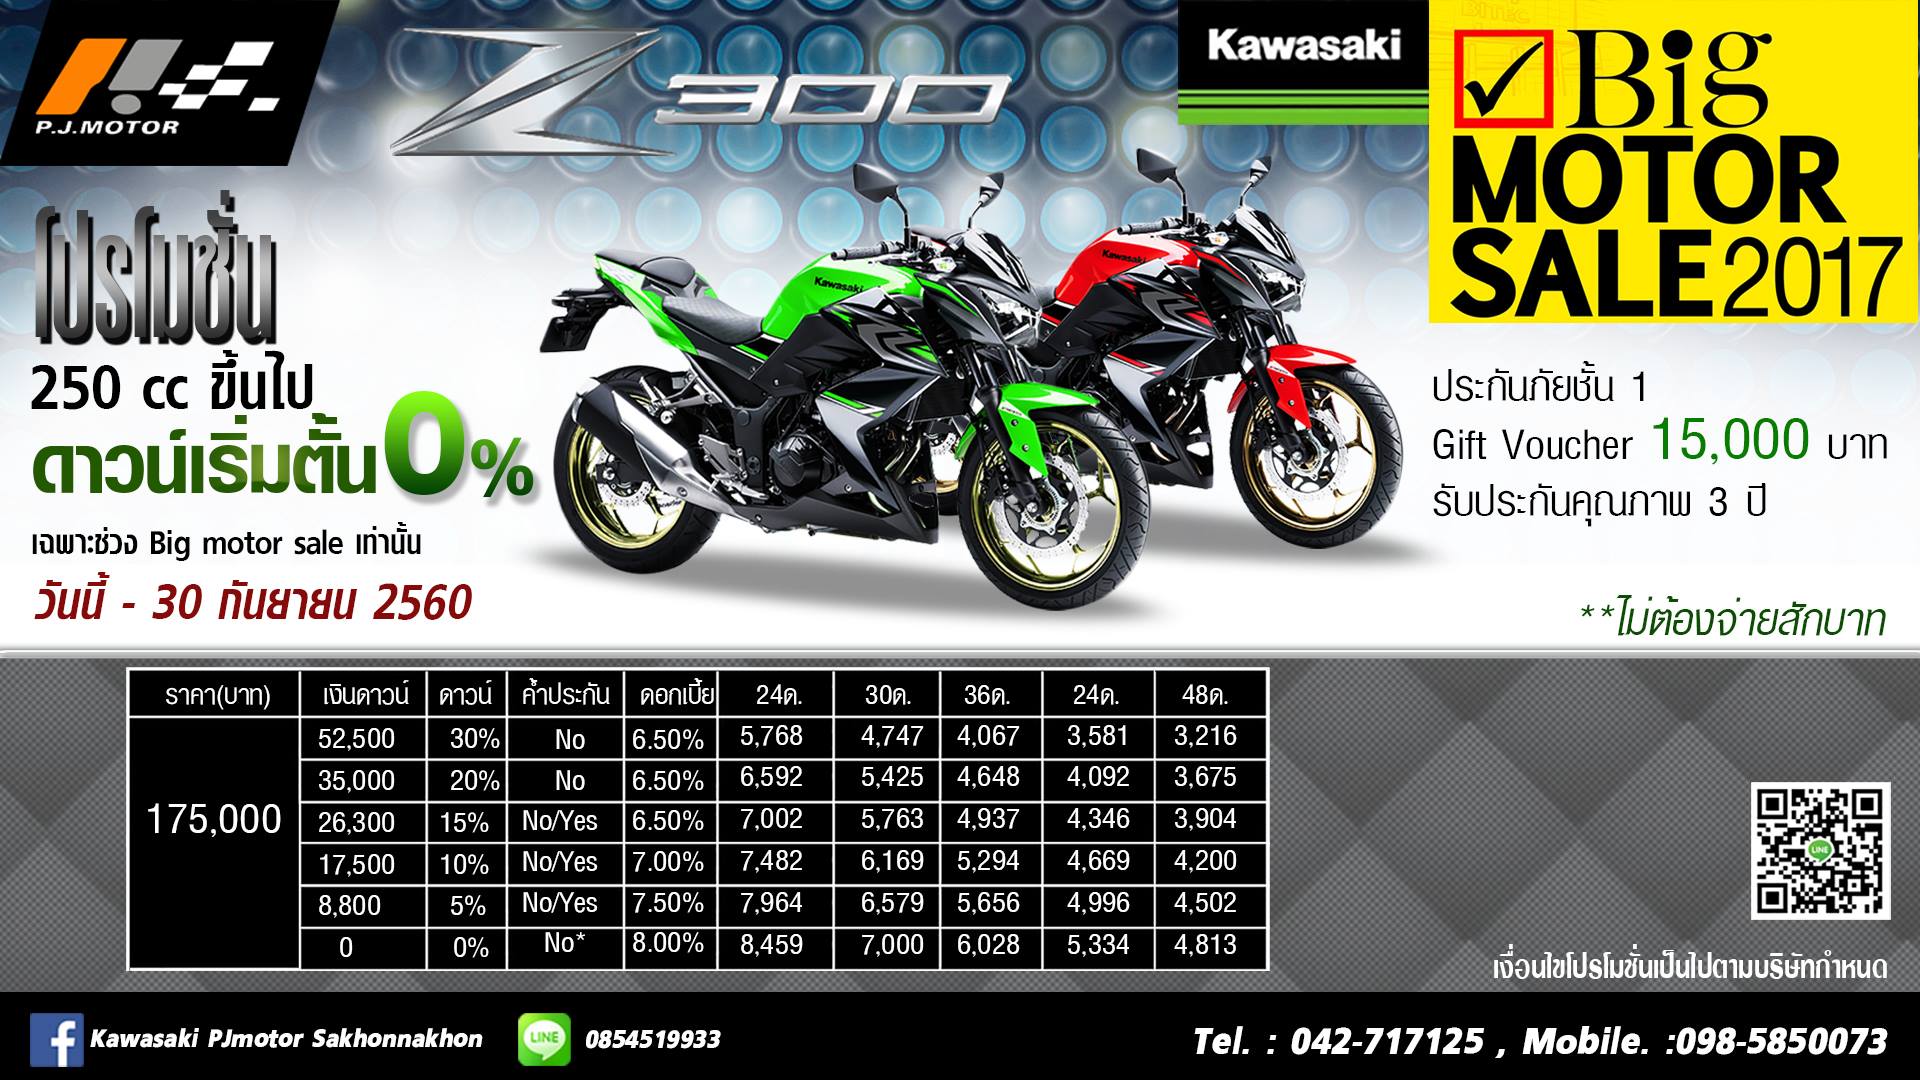 P.J.MOTOR
Z300
Kawasaki
Big
MOTOR
SALE2017
โปรโมชั่น
250 cc ขึ้นไป
ดาวน์เริ่มต้น 0%
เฉพาะช่วง Big motor sale เท่านั้น
วันนี้ - 30 กันยายน 2560
Kawasaki
Kawasaki
ประกันภัยชั้น 1
Gift Voucher 15,000 บาท
รับประกันคุณภาพ 3 ปี
**ไม่ต้องจ่ายสักบาท
ราคา(บาท) เงินดาวน์ ดาวน์ ค้ำประกัน ดอกเบี้ย 24ด. 30ด. 36ด. 24ด. 48ด.
175,000
52,500 30% No 6.50% 5,768 4,747 4,067 3,581 3,216
35,000 20% No 6.50% 6,592 5,425 4,648 4,092 3,675
26,300 15% No/Yes 6.50% 7,002 5,763 4,937 4,346 3,904
17,500 10% No/Yes 7.00% 7,482 6,169 5,294 4,669 4,200
8,800 5% No/Yes 7.50% 7,964 6,579 5,656 4,996 4,502
0 0% No* 8.00% 8,459 7,000 6,028 5,334 4,813
LINE
เงื่อนไขโปรโมชั่นเป็นไปตามบริษัทกำหนด
Kawasaki PJmotor Sakhonnakhon
LINE 0854519933
Tel. : 042-717125 , Mobile. :098-5850073